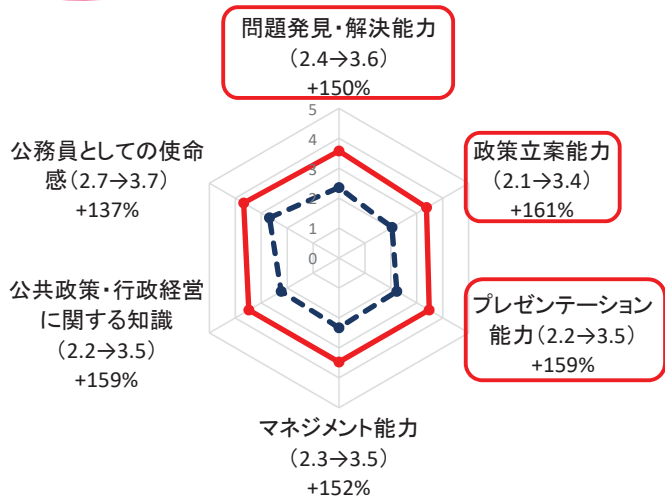 問題発見・解決能力
（2.4→3.6）
+150%
政策立案能力
（2.1→3.4）
+161%
プレゼンテーション
能力（2.2→3.5）
+159%
マネジメント能力
（2.3→3.5）
+152%
公共政策・行政経営
に関する知識
（2.2→3.5）
+159%
公務員としての使命
感（2.7→3.7）
+137%
5
4
3
2
1
0